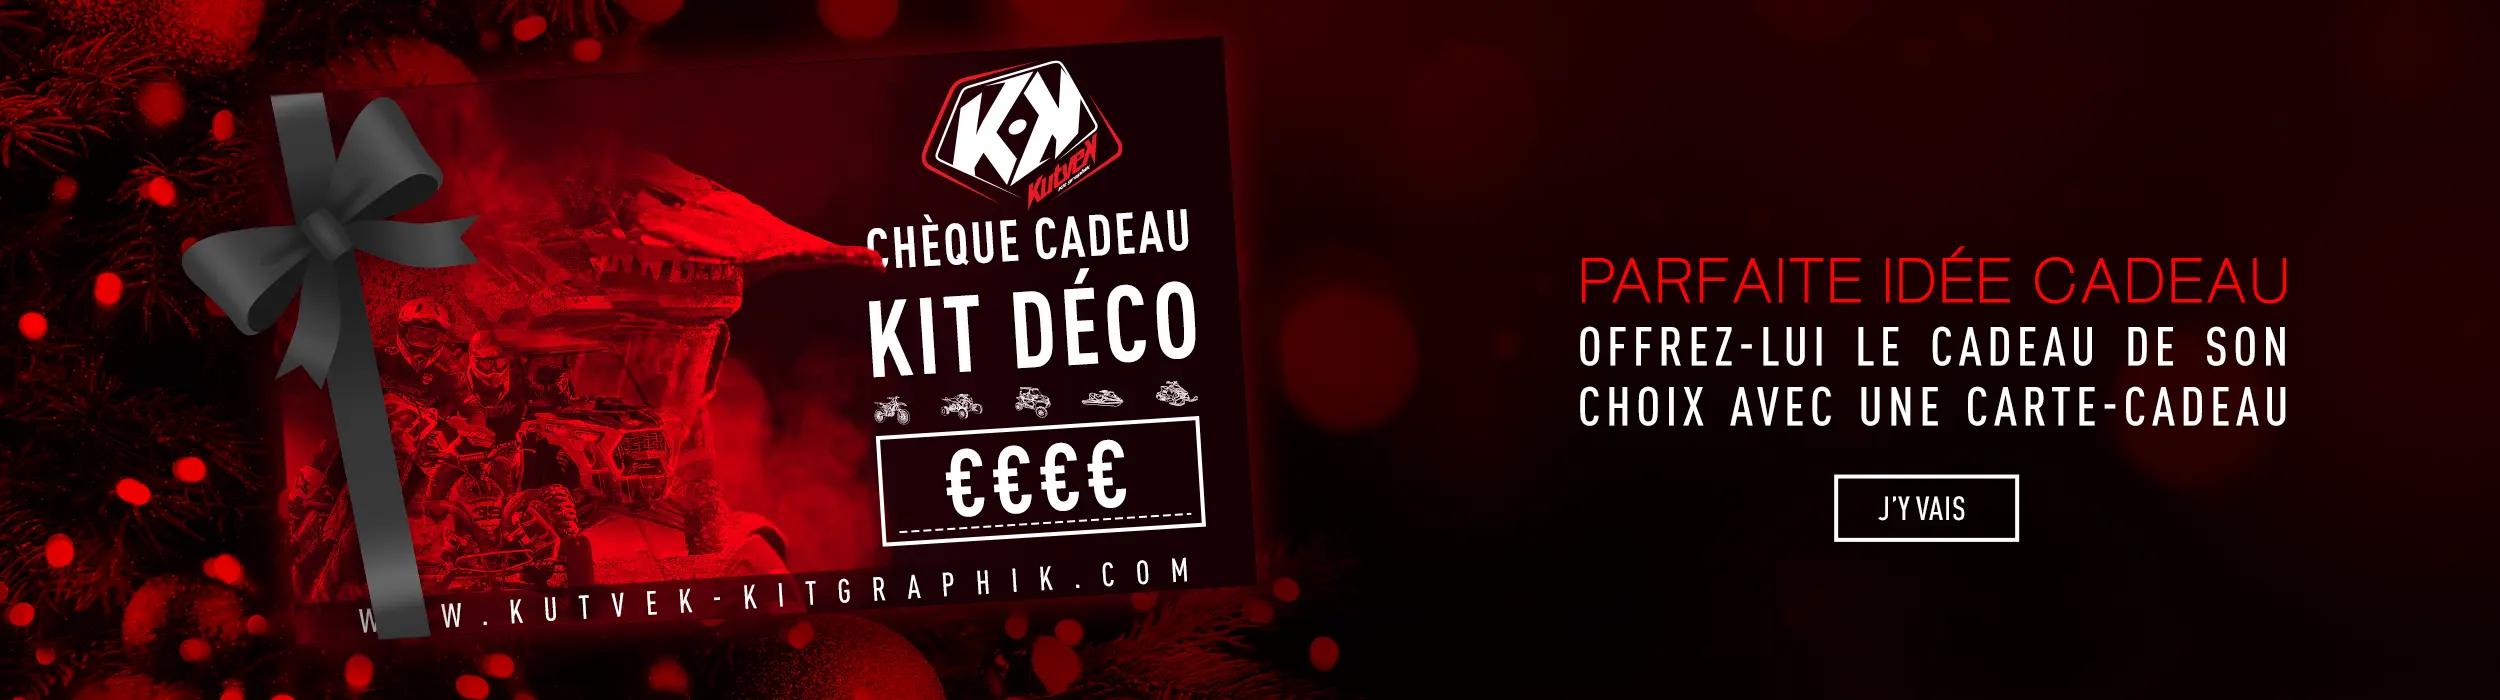 K.K
Kutvek
CHÈQUE CADEAU
KIT DÉCO
€€€€
W.KUTVEK-KITGRAPHIK.COM
PARFAITE IDÉE CADEAU
OFFREZ-LUI LE CADEAU DE SON
CHOIX AVEC UNE CARTE-CADEAU
J'Y VAIS